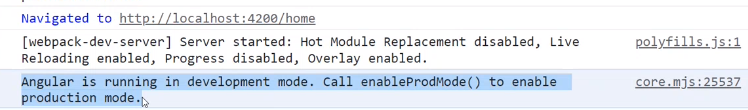 Navigated to http://localhost:4200/home
[webpack-dev-server] Server started: Hot Module Replacement disabled, Live polyfills.js:1
Reloading enabled, Progress disabled, Overlay enabled.
Angular is running in development mode. Call enableProdMode() to enable core.mjs:25537
production mode.